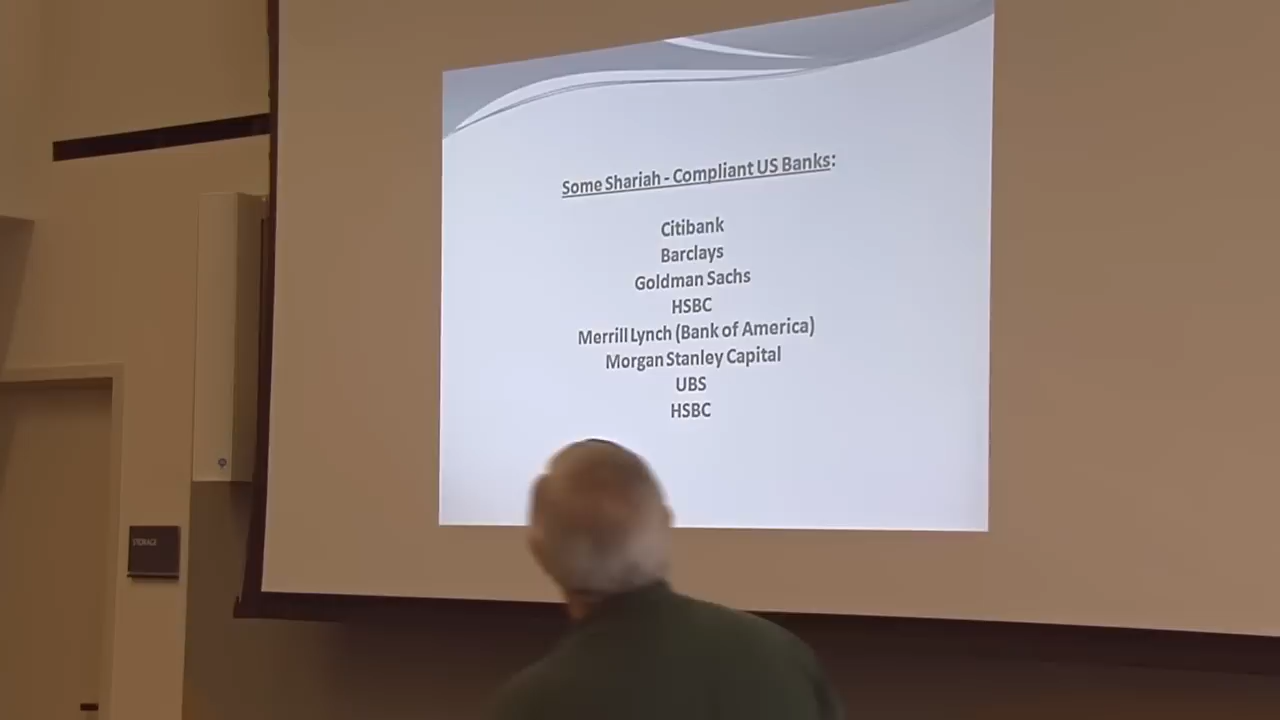 Some Shariah - Compliant US Banks:
Citibank
Barclays
Goldman Sachs
HSBC
Merrill Lynch (Bank of America)
Morgan Stanley Capital
UBS
HSBC
STORAGE